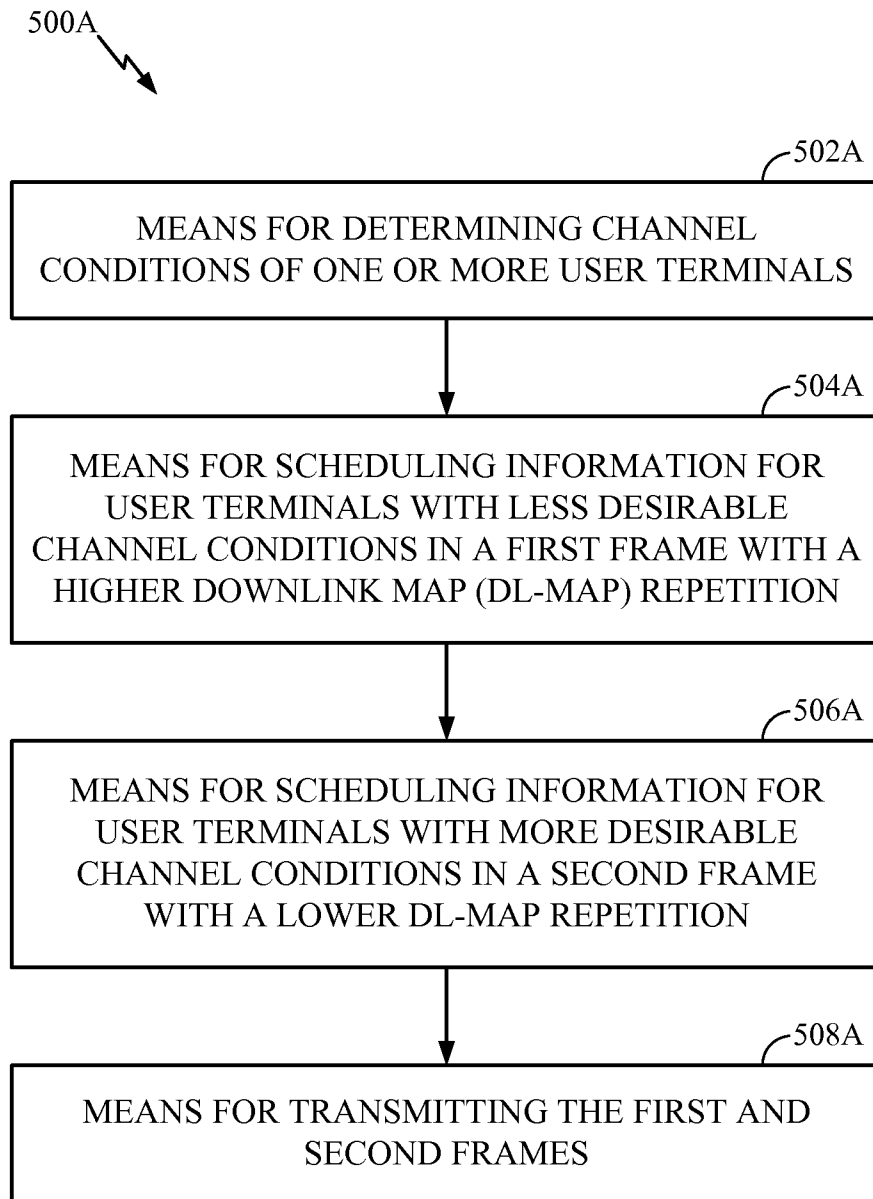 500A
502A
MEANS FOR DETERMINING CHANNEL
CONDITIONS OF ONE OR MORE USER TERMINALS
504A
MEANS FOR SCHEDULING INFORMATION FOR
USER TERMINALS WITH LESS DESIRABLE
CHANNEL CONDITIONS IN A FIRST FRAME WITH A
HIGHER DOWNLINK MAP (DL-MAP) REPETITION
506A
MEANS FOR SCHEDULING INFORMATION FOR
USER TERMINALS WITH MORE DESIRABLE
CHANNEL CONDITIONS IN A SECOND FRAME
WITH A LOWER DL-MAP REPETITION
508A
MEANS FOR TRANSMITTING THE FIRST AND
SECOND FRAMES